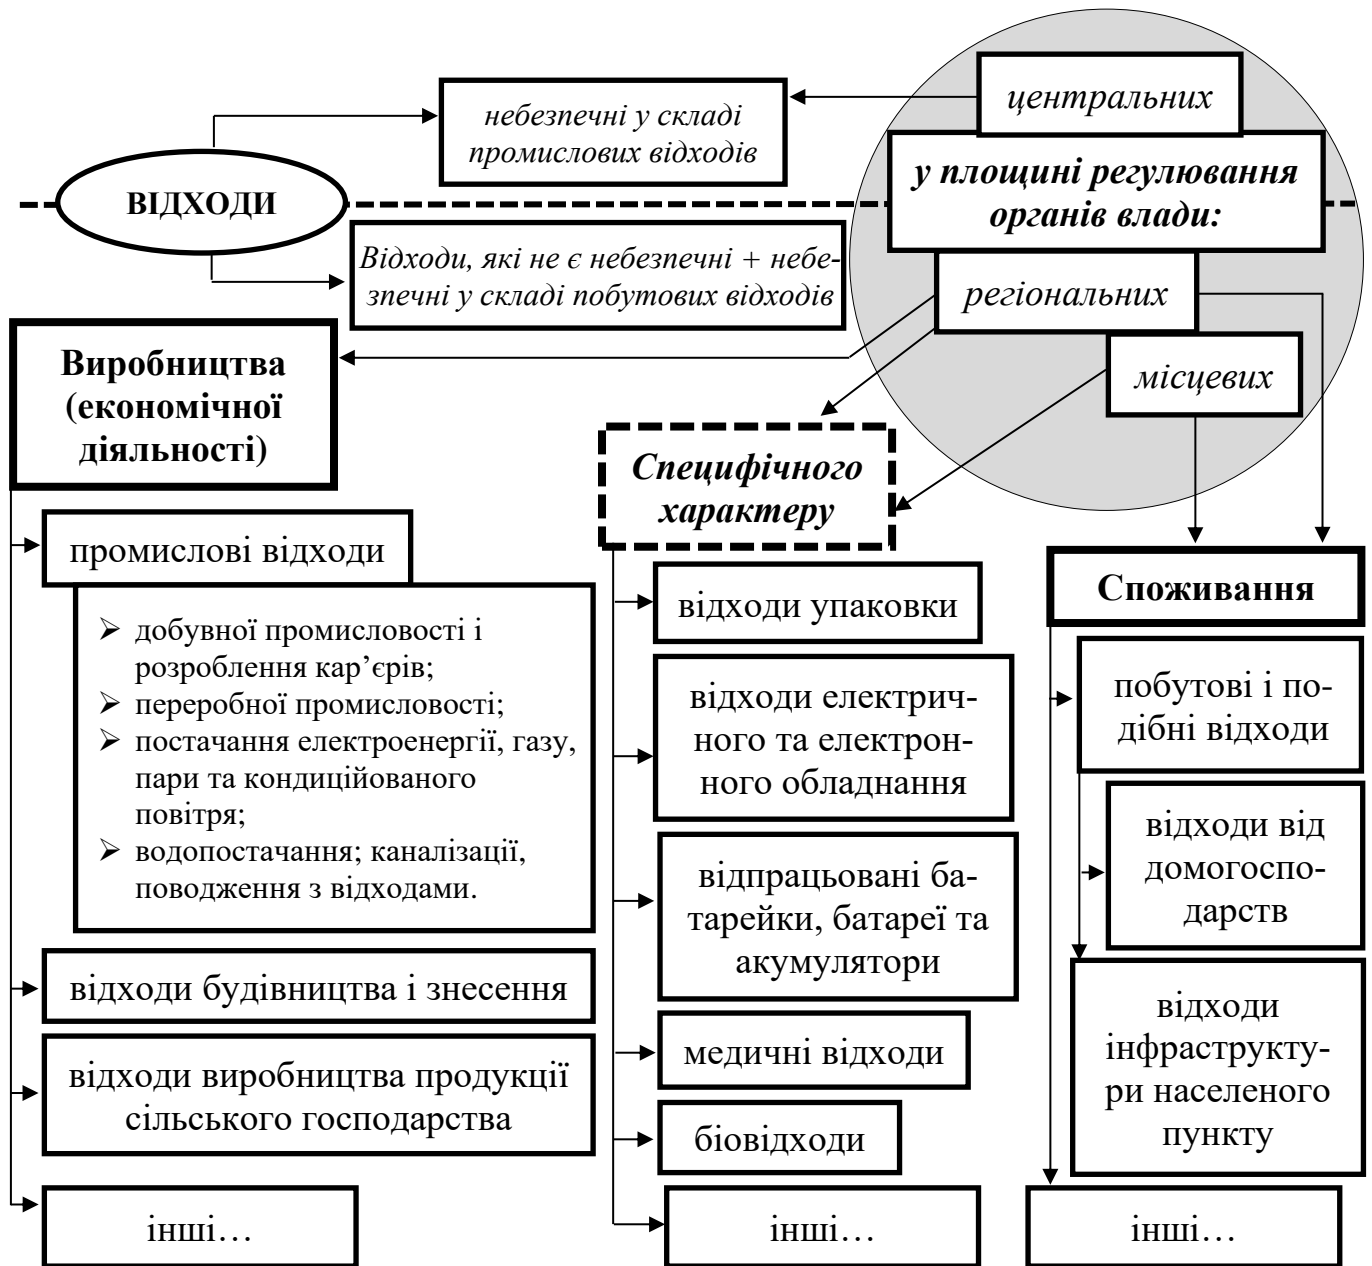 центральних
небезпечні у складі
промислових відходів
у площині регулювання
органів влади:
ВІДХОДИ
Відходи, які не є небезпечні + небе-
зпечні у складі побутових відходів
регіональних
місцевих
Виробництва
(економічної
діяльності)
промислові відходи
➢ добувної промисловості і
розроблення кар’єрів;
➢ переробної промисловості;
➢ постачання електроенергії, газу,
пари та кондиційованого
повітря;
➢ водопостачання; каналізації,
поводження з відходами.
відходи будівництва і знесення
відходи виробництва продукції
сільського господарства
інші…
Специфічного
характеру
відходи упаковки
відходи електрич-
ного та електрон-
ного обладнання
відпрацьовані ба-
тарейки, батареї та
акумулятори
медичні відходи
біовідходи
інші…
Споживання
побутові і по-
дібні відходи
відходи від
домогоспо-
дарств
відходи
інфраструкту-
ри населеного
пункту
інші…